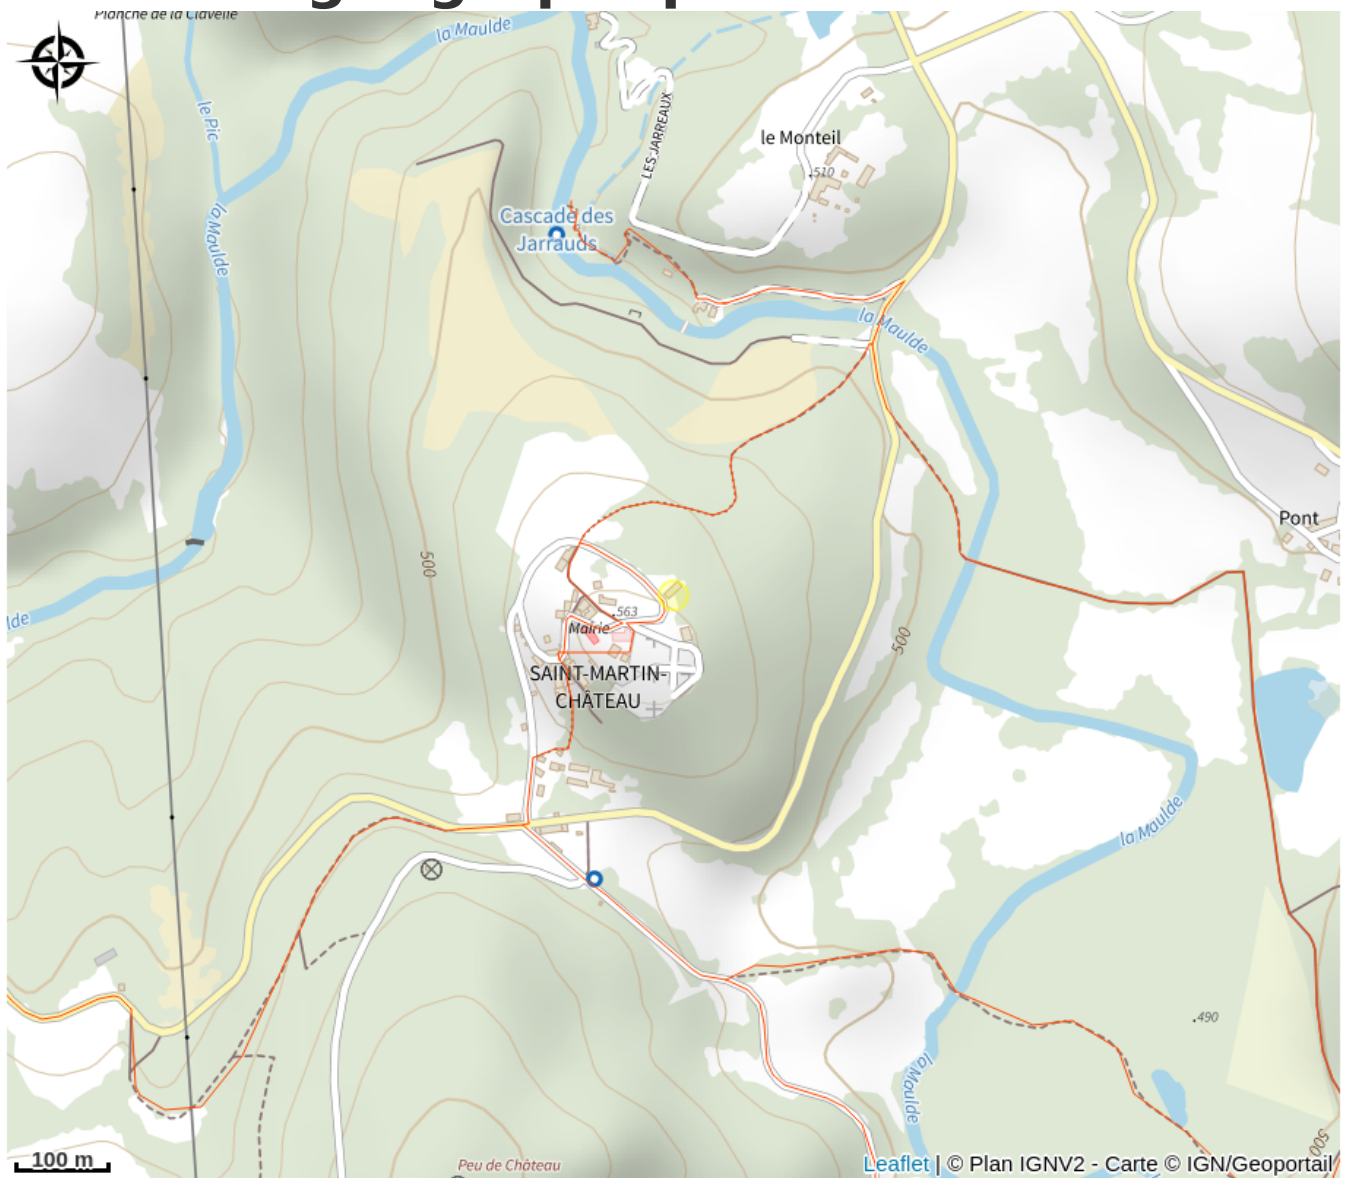 Planche de la Clavelle
la Maulde
le Pic
LES JARREAUX
le Monteil
510
Cascade des
Jarrauds
la Maulde
la Maulde
500
Pont
563
Mairie
SAINT-MARTIN-
CHÂTEAU
500
lde
la Maulde
490
la Maulde
500
Peu de Château
100 m
Leaflet | © Plan IGNV2 - Carte © IGN/Geoportail